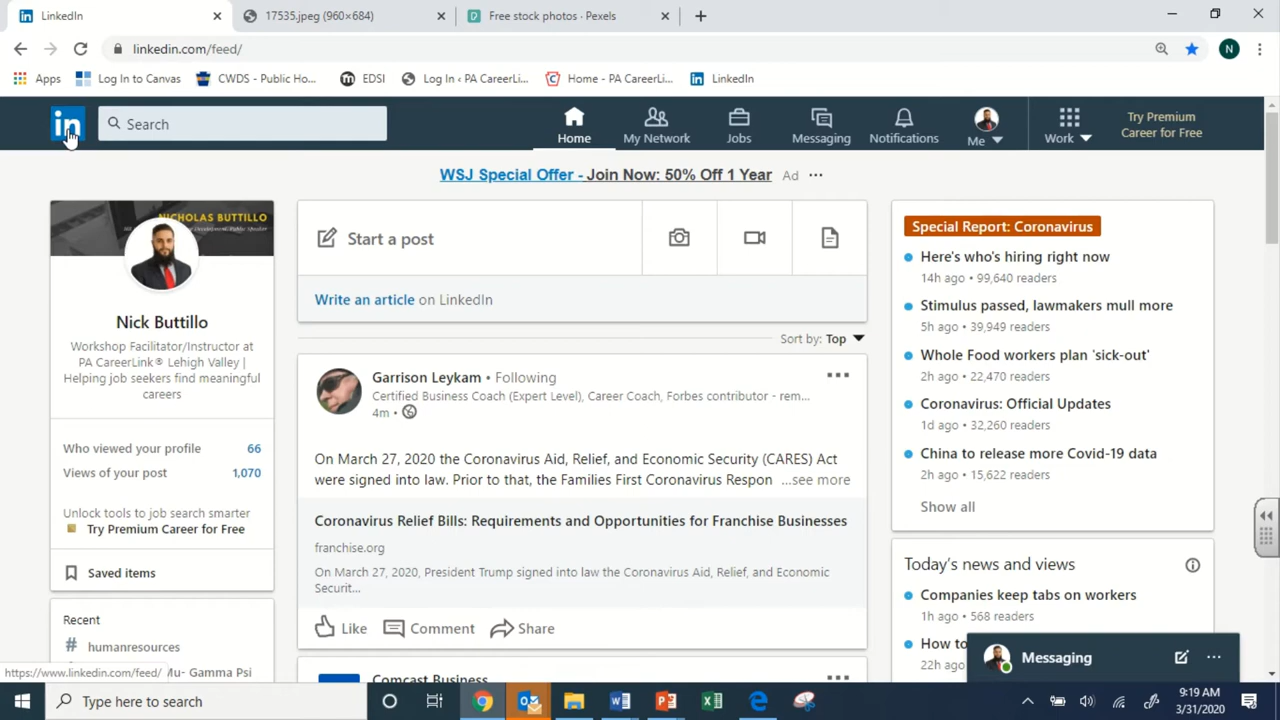 LinkedIn
17535.jpeg (960×684)
Free stock photos · Pexels
linkedin.com/feed/
N
Apps
Log In to Canvas
CWDS - Public Ho...
EDSI
Log In ‹ PA CareerLi...
Home - PA CareerLi...
LinkedIn
in
Search
Home
My Network
Jobs
Messaging
Notifications
Me
Work
Try Premium
Career for Free
WSJ Special Offer - Join Now: 50% Off 1 Year Ad
NICHOLAS BUTTILLO
Nick Buttillo
Workshop Facilitator/Instructor at
PA CareerLink® Lehigh Valley |
Helping job seekers find meaningful
careers
Who viewed your profile 66
Views of your post 1,070
Unlock tools to job search smarter
Try Premium Career for Free
Saved items
Recent
# humanresources
Mu- Gamma Psi
https://www.linkedin.com/feed/
Start a post
Write an article on LinkedIn
Sort by: Top
Garrison Leykam • Following
Certified Business Coach (Expert Level), Career Coach, Forbes contributor - rem...
4m •
On March 27, 2020 the Coronavirus Aid, Relief, and Economic Security (CARES) Act
were signed into law. Prior to that, the Families First Coronavirus Respon ...see more
Coronavirus Relief Bills: Requirements and Opportunities for Franchise Businesses
franchise.org
On March 27, 2020, President Trump signed into law the Coronavirus Aid, Relief, and Economic
Securit...
Like
Comment
Share
Comcast Business
Special Report: Coronavirus
Here's who's hiring right now
14h ago • 99,640 readers
Stimulus passed, lawmakers mull more
5h ago • 39,949 readers
Whole Food workers plan 'sick-out'
2h ago • 22,470 readers
Coronavirus: Official Updates
1d ago • 32,260 readers
China to release more Covid-19 data
2h ago • 15,622 readers
Show all
Today's news and views
Companies keep tabs on workers
1h ago • 568 readers
How to
22h ago
Messaging
Type here to search
9:19 AM
3/31/2020